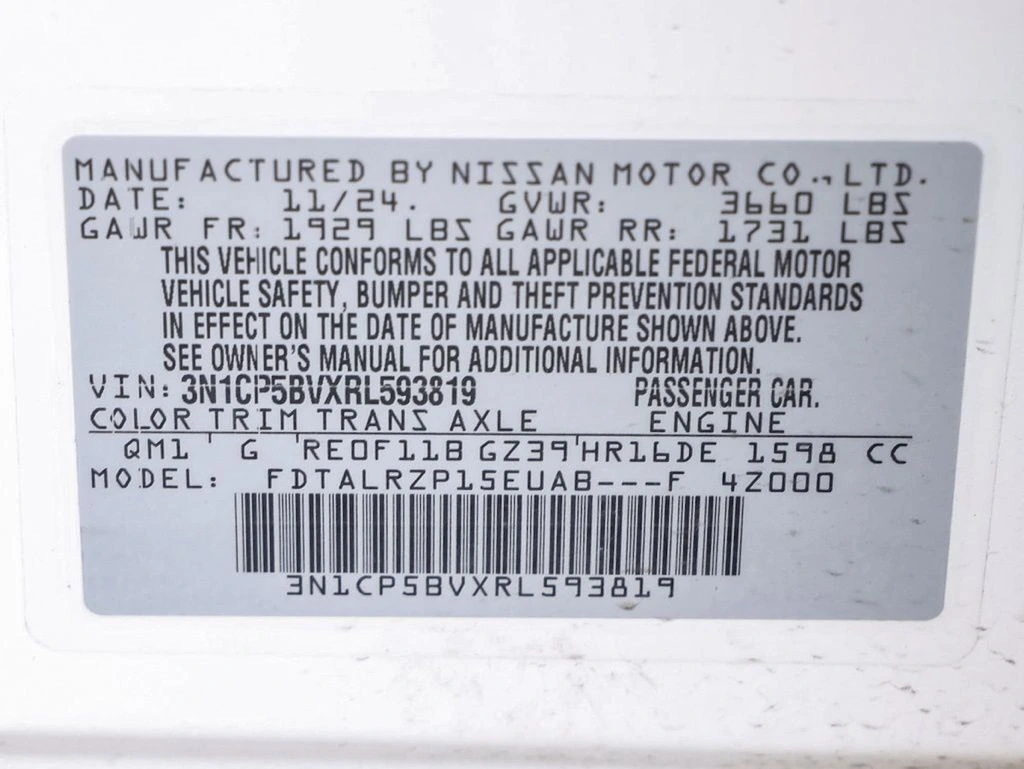 MANUFACTURED BY NISSAN MOTOR CO., LTD.
DATE: 11/24. GVWR: 3660 LBS
GAWR FR: 1929 LBS GAWR RR: 1731 LBS
THIS VEHICLE CONFORMS TO ALL APPLICABLE FEDERAL MOTOR
VEHICLE SAFETY, BUMPER AND THEFT PREVENTION STANDARDS
IN EFFECT ON THE DATE OF MANUFACTURE SHOWN ABOVE.
SEE OWNER'S MANUAL FOR ADDITIONAL INFORMATION.
VIN: 3N1CP5BVXRL593819 PASSENGER CAR.
COLOR TRIM TRANS AXLE ENGINE
QM1 ' G 'RE0F11B GZ39'HR16DE 1598 CC
MODEL: FDTALRZP15EUAB---F 4Z000
3N1CP5BVXRL593819